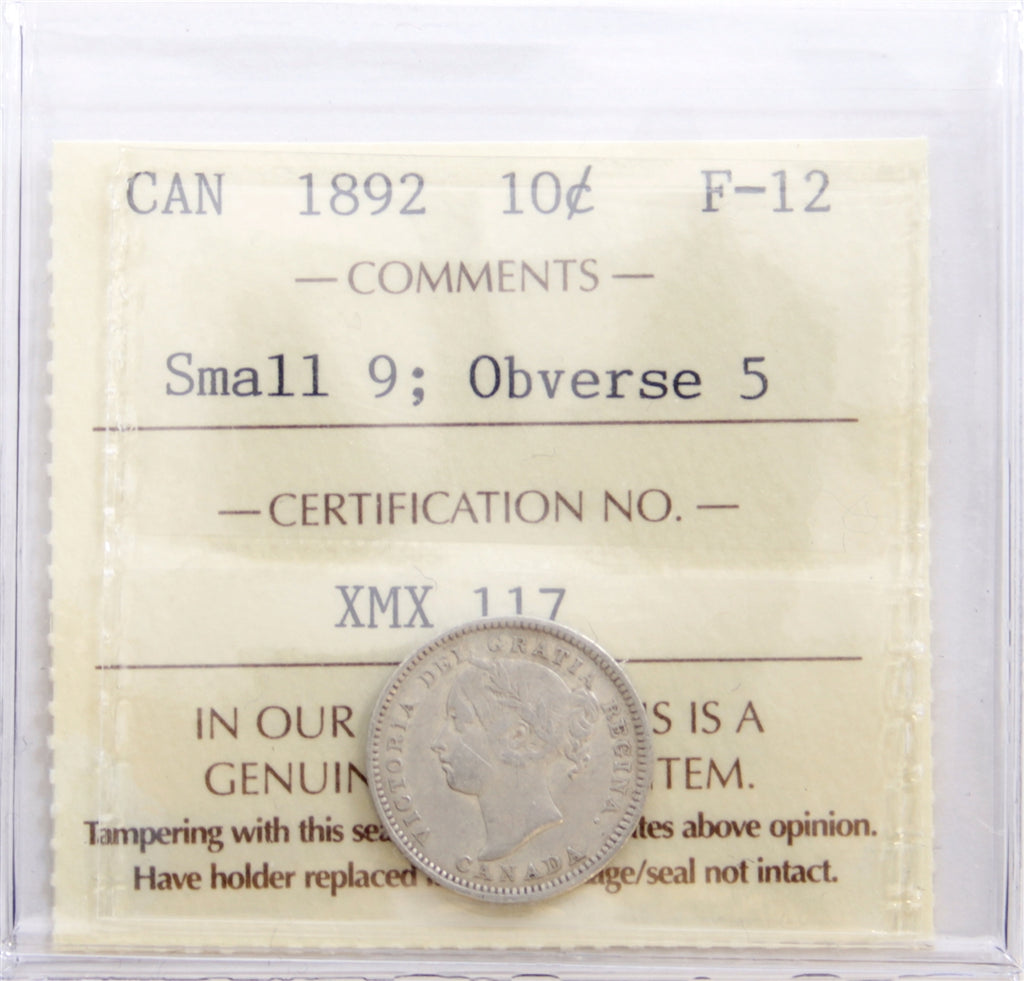 CAN 1892 10¢ F-12
— COMMENTS —
Small 9; Obverse 5
— CERTIFICATION NO. —
XMX 117
IN OUR S IS A
GENUIN TEM.
Tampering with this sea tes above opinion.
Have holder replaced ge/seal not intact.
VICTORIA DEI GRATIA REGINA.
CANADA